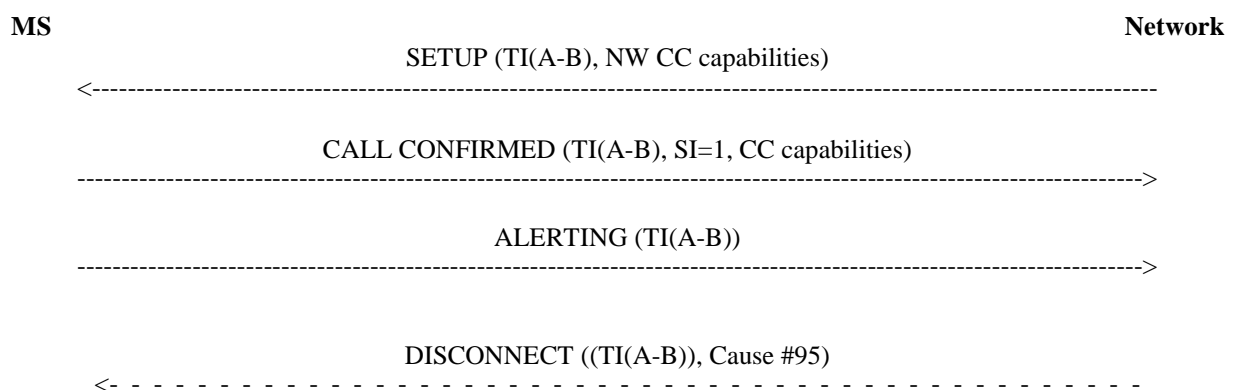 MS Network
SETUP (TI(A-B), NW CC capabilities)
CALL CONFIRMED (TI(A-B), SI=1, CC capabilities)
ALERTING (TI(A-B))
DISCONNECT ((TI(A-B)), Cause #95)